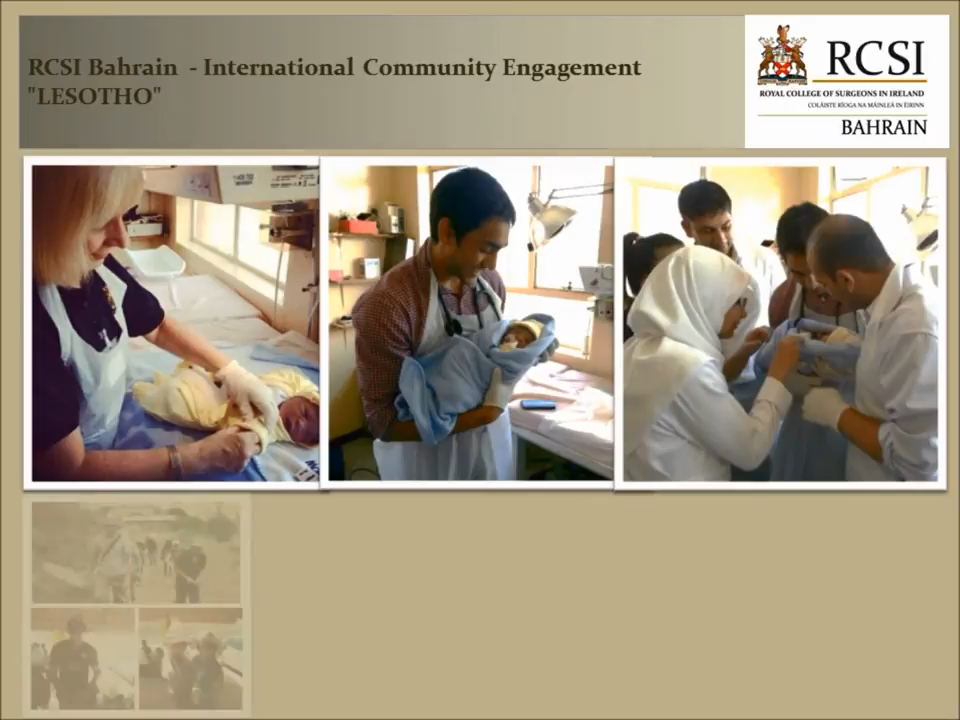 RCSI Bahrain - International Community Engagement
"LESOTHO"
RCSI
ROYAL COLLEGE OF SURGEONS IN IRELAND
COLÁISTE RÍOGA NA MÁINLEÁ IN ÉIRINN
BAHRAIN